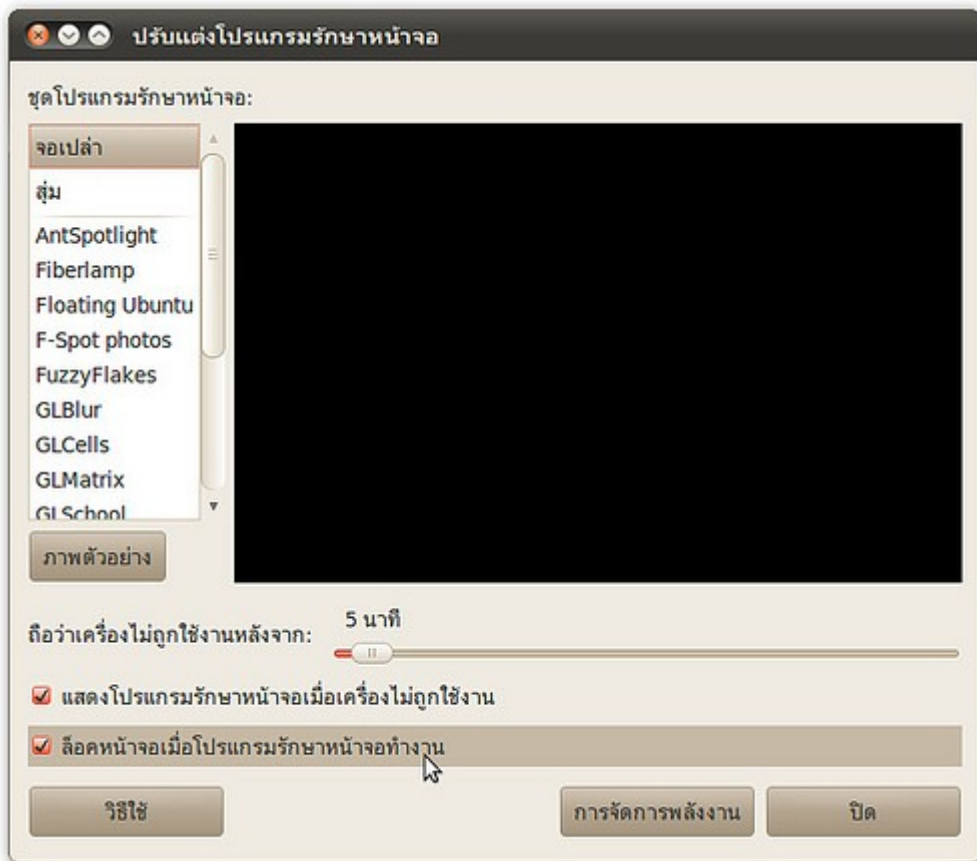 ปรับแต่งโปรแกรมรักษาหน้าจอ
ชุดโปรแกรมรักษาหน้าจอ:
จอเปล่า
สุ่ม
AntSpotlight
Fiberlamp
Floating Ubuntu
F-Spot photos
FuzzyFlakes
GLBlur
GLCells
GLMatrix
GLSchool
ภาพตัวอย่าง
5 นาที
ถือว่าเครื่องไม่ถูกใช้งานหลังจาก:
แสดงโปรแกรมรักษาหน้าจอเมื่อเครื่องไม่ถูกใช้งาน
ล็อคหน้าจอเมื่อโปรแกรมรักษาหน้าจอทำงาน
วิธีใช้
การจัดการพลังงาน
ปิด